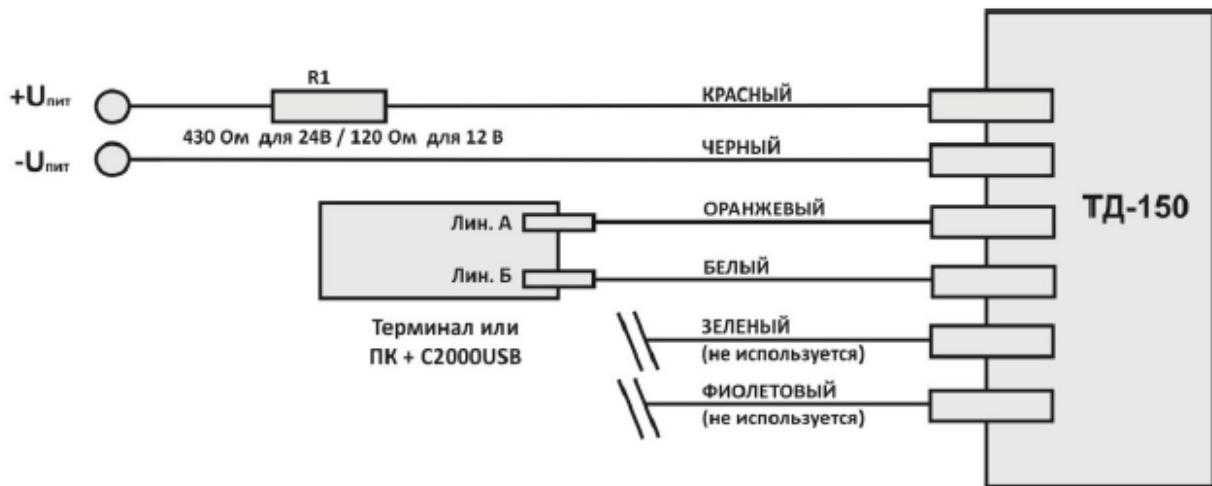 R1
+Uпит
КРАСНЫЙ
430 Ом для 24В / 120 Ом для 12 В
-Uпит
ЧЕРНЫЙ
ТД-150
ОРАНЖЕВЫЙ
Лин. А
БЕЛЫЙ
Лин. Б
Терминал или
ПК + С2000USB
ЗЕЛЕНЫЙ
(не используется)
ФИОЛЕТОВЫЙ
(не используется)